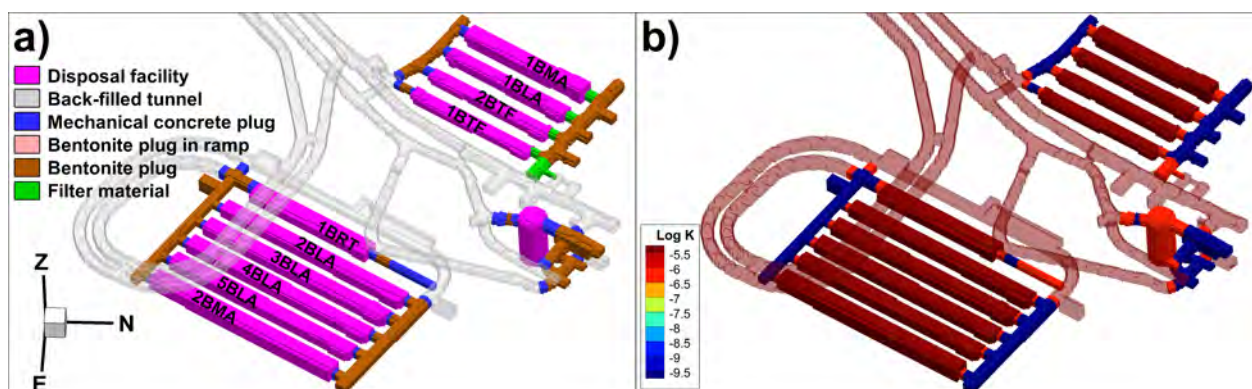 a)
Disposal facility
Back-filled tunnel
Mechanical concrete plug
Bentonite plug in ramp
Bentonite plug
Filter material
1BMA
1BLA
2BTF
1BTF
1BRT
2BLA
3BLA
4BLA
5BLA
2BMA
Z
N
E
b)
Log K
-5.5
-6
-6.5
-7
-7.5
-8
-8.5
-9
-9.5